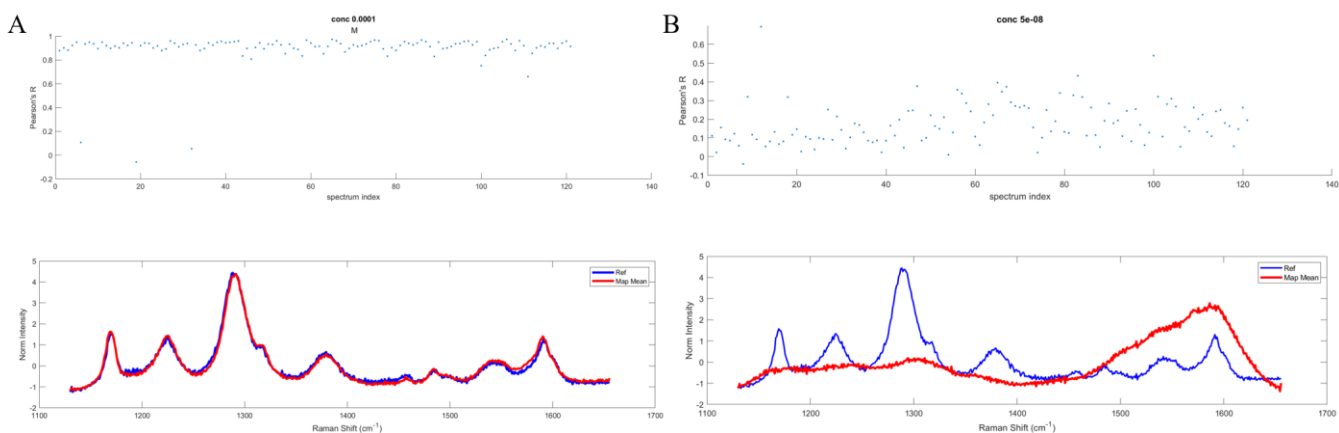 A
conc 0.0001
M
Pearson's R
1
0.8
0.6
0.4
0.2
0
-0.2
0 20 40 60 80 100 120 140
spectrum index
Norm Intensity
5
4
3
2
1
0
-1
-2
Ref
Map Mean
1100 1200 1300 1400 1500 1600 1700
Raman Shift (cm⁻¹)
B
conc 5e-08
Pearson's R
0.6
0.5
0.4
0.3
0.2
0.1
0
0.1
0 20 40 60 80 100 120 140
spectrum index
Norm Intensity
5
4
3
2
1
0
-1
-2
Ref
Map Mean
1100 1200 1300 1400 1500 1600 1700
Raman Shift (cm⁻¹)